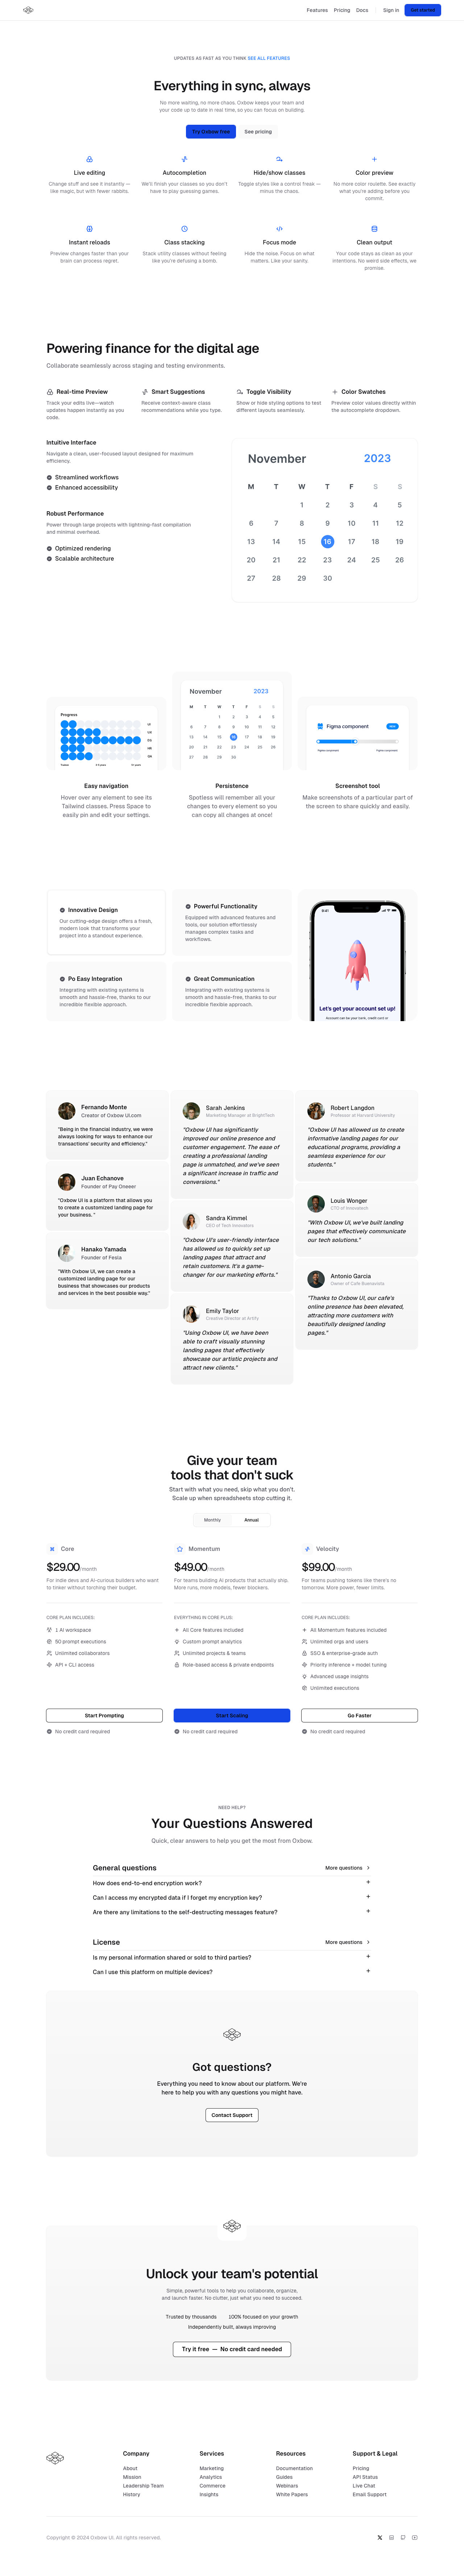 Features Pricing Docs Sign in Get started
UPDATES AS FAST AS YOU THINK SEE ALL FEATURES
Everything in sync, always
No more waiting, no more chaos. Oxbow keeps your team and
your code up to date in real time, so you can focus on building.
Try Oxbow free See pricing
Live editing
Change stuff and see it instantly —
like magic, but with fewer rabbits.
Autocompletion
We'll finish your classes so you don't
have to play guessing games.
Hide/show classes
Toggle styles like a control freak —
minus the chaos.
Color preview
No more color roulette. See exactly
what you're adding before you
commit.
Instant reloads
Preview changes faster than your
brain can process regret.
Class stacking
Stack utility classes without feeling
like you're defusing a bomb.
Focus mode
Hide the noise. Focus on what
matters. Like your sanity.
Clean output
Your code stays as clean as your
intentions. No weird side effects, we
promise.
Powering finance for the digital age
Collaborate seamlessly across staging and testing environments.
Real-time Preview
Track your edits live—watch
updates happen instantly as you
code.
Smart Suggestions
Receive context-aware class
recommendations while you type.
Toggle Visibility
Show or hide styling options to test
different layouts seamlessly.
Color Swatches
Preview color values directly within
the autocomplete dropdown.
Intuitive Interface
Navigate a clean, user-focused layout designed for maximum
efficiency.
Streamlined workflows
Enhanced accessibility
Robust Performance
Power through large projects with lightning-fast compilation
and minimal overhead.
Optimized rendering
Scalable architecture
November 2023
M T W T F S S
1 2 3 4 5
6 7 8 9 10 11 12
13 14 15 16 17 18 19
20 21 22 23 24 25 26
27 28 29 30
Progress
Easy navigation
Hover over any element to see its
Tailwind classes. Press Space to
easily pin and edit your settings.
November 2023
M T W T F S S
1 2 3 4 5
6 7 8 9 10 11 12
13 14 15 16 17 18 19
20 21 22 23 24 25 26
27 28 29 30
Persistence
Spotless will remember all your
changes to every element so you
can copy all changes at once!
Figma component
Screenshot tool
Make screenshots of a particular part of
the screen to share quickly and easily.
Innovative Design
Our cutting-edge design offers a fresh,
modern look that transforms your
project into a standout experience.
Powerful Functionality
Equipped with advanced features and
tools, our solution effortlessly
manages complex tasks and
workflows.
Po Easy Integration
Integrating with existing systems is
smooth and hassle-free, thanks to our
incredible flexible approach.
Great Communication
Integrating with existing systems is
smooth and hassle-free, thanks to our
incredible flexible approach.
9:41
Let's get your account set up!
Account can be your bank, credit card or
Fernando Monte
Creator of Oxbow UI.com
"Being in the financial industry, we were
always looking for ways to enhance our
transactions' security and efficiency."
Juan Echanove
Founder of Pay Oneeer
"Oxbow UI is a platform that allows you
to create a customized landing page for
your business. "
Hanako Yamada
Founder of Fesla
"With Oxbow UI, we can create a
customized landing page for our
business that showcases our products
and services in the best possible way."
Sarah Jenkins
Marketing Manager at BrightTech
"Oxbow UI has significantly
improved our online presence and
customer engagement. The ease of
creating a professional landing
page is unmatched, and we've seen
a significant increase in traffic and
conversions."
Sandra Kimmel
CEO of Tech Innovators
"Oxbow UI's user-friendly interface
has allowed us to quickly set up
landing pages that attract and
retain customers. It's a game-
changer for our marketing efforts."
Emily Taylor
Creative Director at Artify
"Using Oxbow UI, we have been
able to craft visually stunning
landing pages that effectively
showcase our artistic projects and
attract new clients."
Robert Langdon
Professor at Harvard University
"Oxbow UI has allowed us to create
informative landing pages for our
educational programs, providing a
seamless experience for our
students."
Louis Wonger
CTO of Innovatech
"With Oxbow UI, we've built landing
pages that effectively communicate
our tech solutions."
Antonio Garcia
Owner of Café Buenavista
"Thanks to Oxbow UI, our cafe's
online presence has been elevated,
attracting more customers with
beautifully designed landing
pages."
Give your team
tools that don't suck
Start with what you need, skip what you don't.
Scale up when spreadsheets stop cutting it.
Monthly Annual
Core
$29.00/month
For indie devs and AI-curious builders who want
to tinker without torching their budget.
CORE PLAN INCLUDES:
1 AI workspace
50 prompt executions
Unlimited collaborators
API + CLI access
Start Prompting
No credit card required
Momentum
$49.00/month
For teams building AI products that actually ship.
More runs, more models, fewer blockers.
EVERYTHING IN CORE PLUS:
All Core features included
Custom prompt analytics
Unlimited projects & teams
Role-based access & private endpoints
Start Scaling
No credit card required
Velocity
$99.00/month
For teams pushing tokens like there's no
tomorrow. More power, fewer limits.
CORE PLAN INCLUDES:
All Momentum features included
Unlimited orgs and users
SSO & enterprise-grade auth
Priority inference + model tuning
Advanced usage insights
Unlimited executions
Go Faster
No credit card required
NEED HELP?
Your Questions Answered
Quick, clear answers to help you get the most from Oxbow.
General questions More questions
How does end-to-end encryption work?
Can I access my encrypted data if I forget my encryption key?
Are there any limitations to the self-destructing messages feature?
License More questions
Is my personal information shared or sold to third parties?
Can I use this platform on multiple devices?
Got questions?
Everything you need to know about our platform. We're
here to help you with any questions you might have.
Contact Support
Unlock your team's potential
Simple, powerful tools to help you collaborate, organize,
and launch faster. No clutter, just what you need to succeed.
Trusted by thousands 100% focused on your growth
Independently built, always improving
Try it free — No credit card needed
Company
About
Mission
Leadership Team
History
Services
Marketing
Analytics
Commerce
Insights
Resources
Documentation
Guides
Webinars
White Papers
Support & Legal
Pricing
API Status
Live Chat
Email Support
Copyright © 2024 Oxbow UI. All rights reserved.